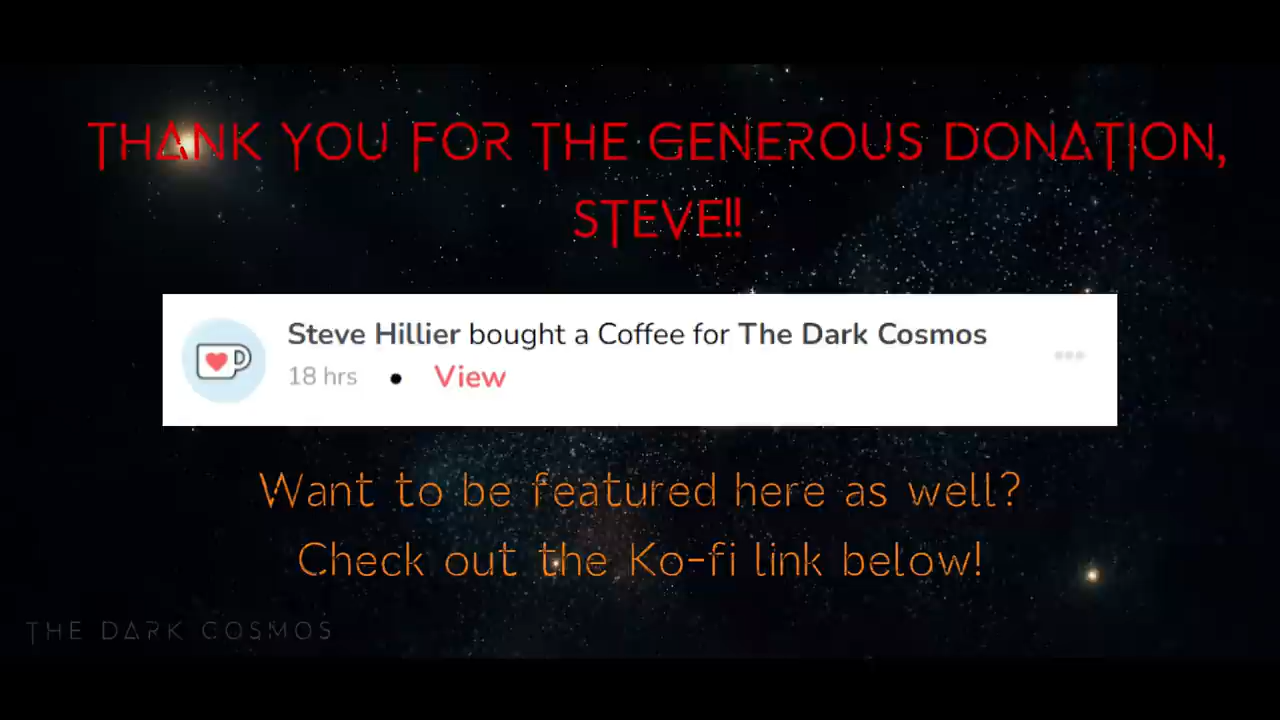 THANK YOU FOR THE GENEROUS DONATION,
STEVE!!
Steve Hillier bought a Coffee for The Dark Cosmos
18 hrs • View
Want to be featured here as well?
Check out the Ko-fi link below!
THE DARK COSMOS